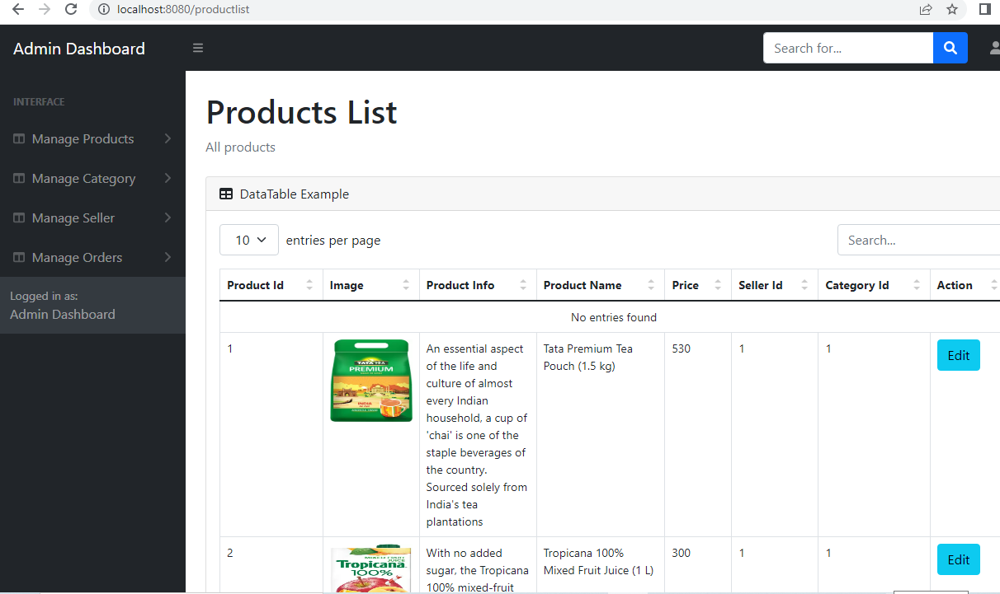 localhost:8080/productlist
Admin Dashboard
Search for...
INTERFACE
Manage Products
Manage Category
Manage Seller
Manage Orders
Logged in as:
Admin Dashboard
Products List
All products
DataTable Example
10 entries per page
Search...
Product Id Image Product Info Product Name Price Seller Id Category Id Action
No entries found
1
TATA TEA
PREMIUM
INDIA
An essential aspect
of the life and
culture of almost
every Indian
household, a cup of
'chai' is one of the
staple beverages of
the country.
Sourced solely from
India's tea
plantations
Tata Premium Tea
Pouch (1.5 kg)
530
1
1
Edit
2
MIXED FRUIT
JUICE
Tropicana
100%
With no added
sugar, the Tropicana
100% mixed-fruit
Tropicana 100%
Mixed Fruit Juice (1 L)
300
1
1
Edit